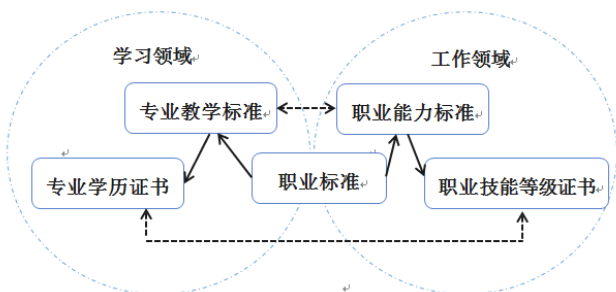 学习领域
工作领域
专业教学标准
职业能力标准
专业学历证书
职业标准
职业技能等级证书